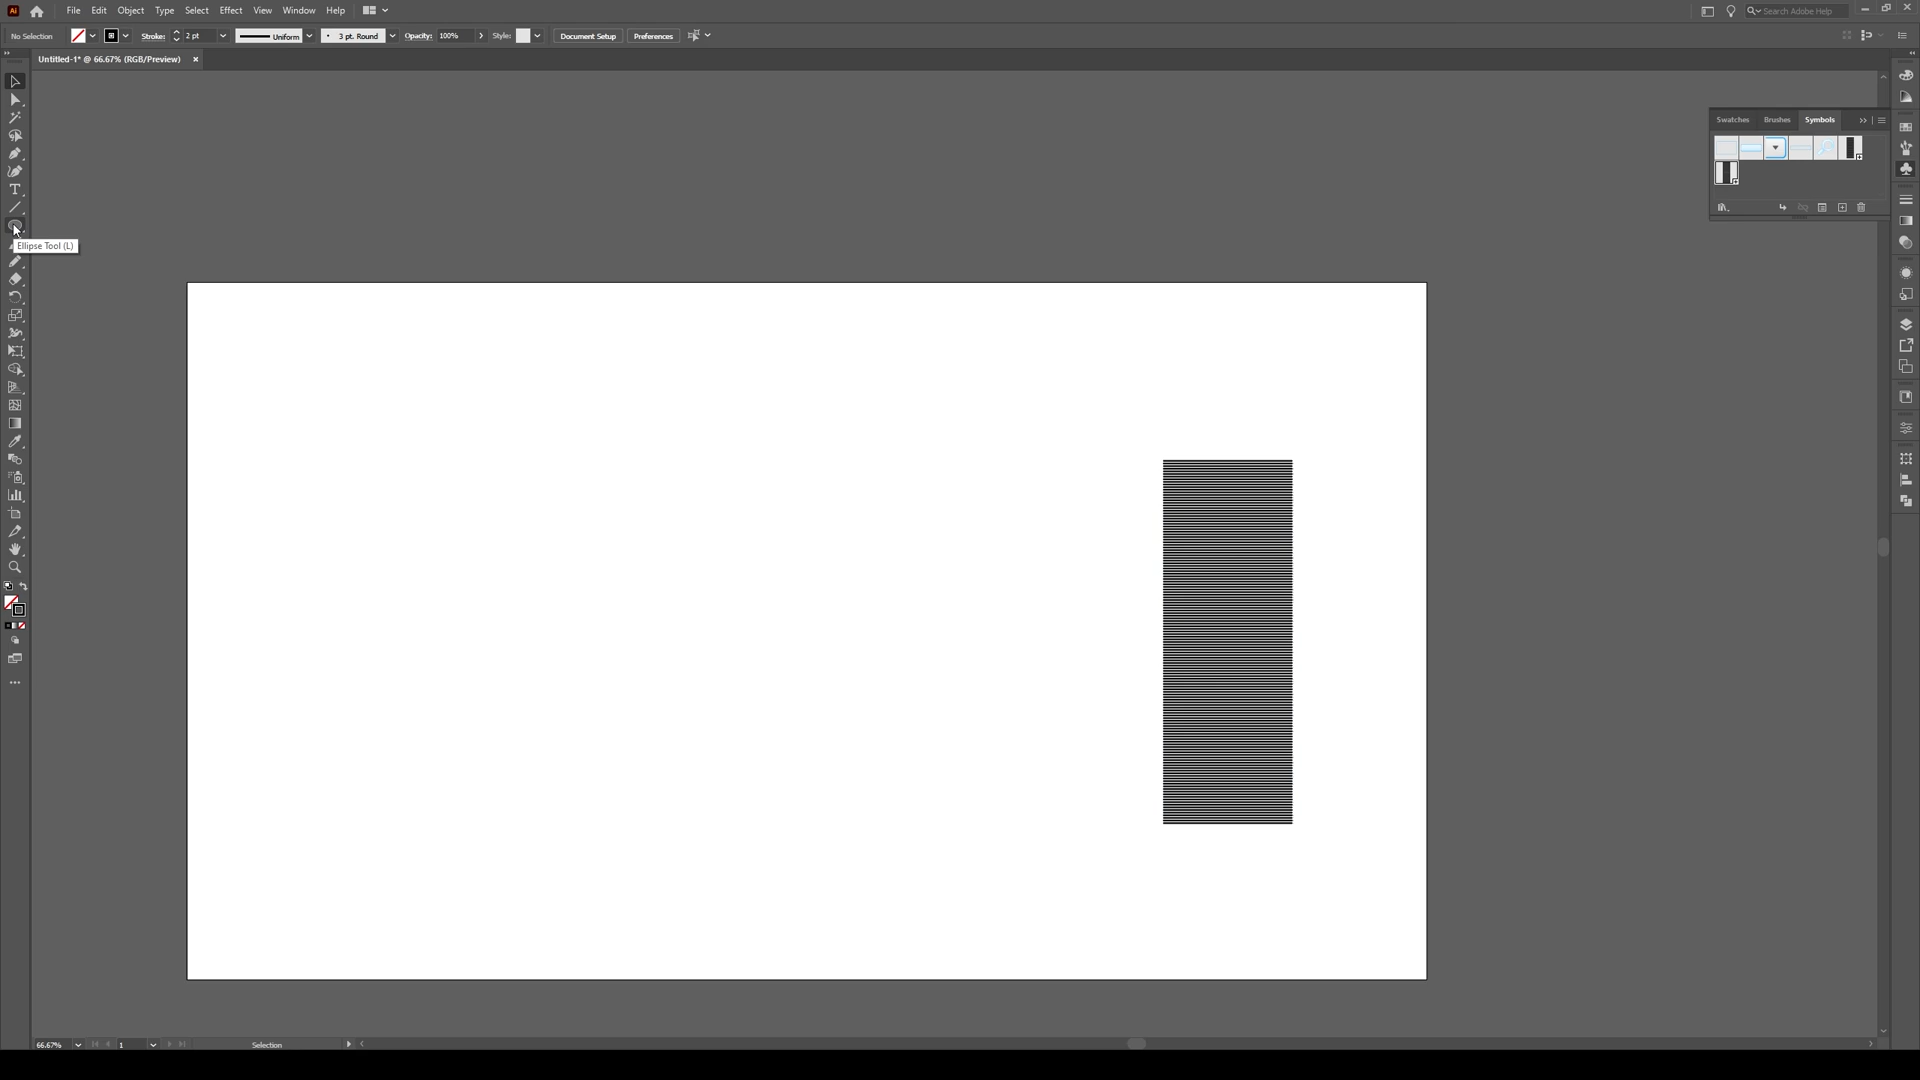 Ai File Edit Object Type Select Effect View Window Help Search Adobe Help
No Selection Stroke: 2 pt Uniform 3 pt. Round Opacity: 100% Style: Document Setup Preferences
Untitled-1* @ 66.67% (RGB/Preview)
Swatches Brushes Symbols
Ellipse Tool (L)
66.67% 1 Selection